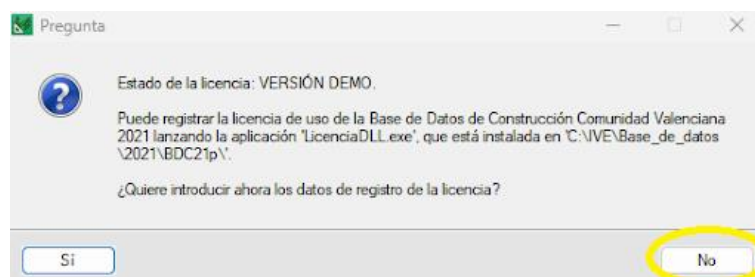 Pregunta
Estado de la licencia: VERSIÓN DEMO.
Puede registrar la licencia de uso de la Base de Datos de Construcción Comunidad Valenciana
2021 lanzando la aplicación 'LicenciaDLL.exe', que está instalada en 'C:\IVE\Base_de_datos
\2021\BDC21p\'.
¿Quiere introducir ahora los datos de registro de la licencia?
Sí
No